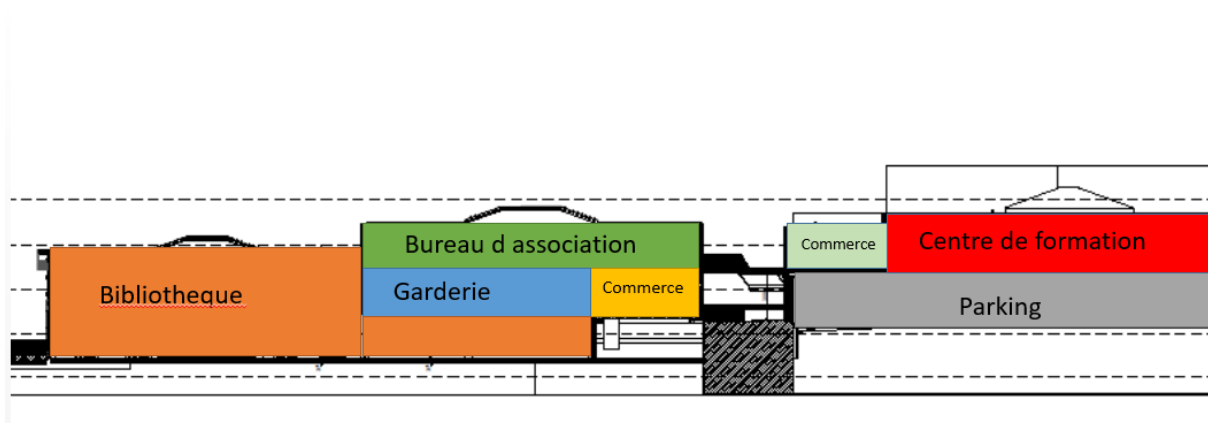 Bureau d association
Commerce
Centre de formation
Bibliotheque
Garderie
Commerce
Parking